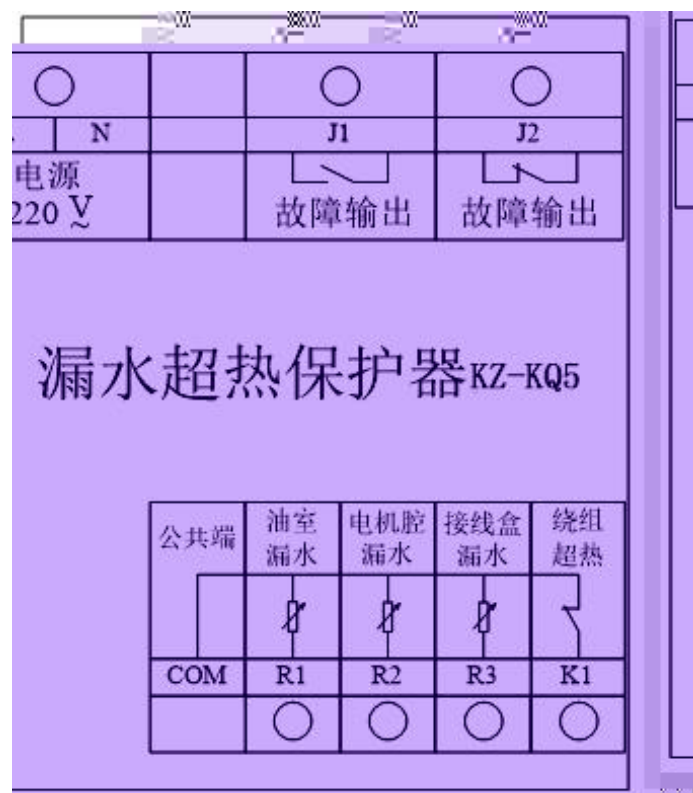 N
J1
J2
电源
220 V
故障输出
故障输出
漏水超热保护器KZ-KQ5
公共端
油室
漏水
电机腔
漏水
接线盒
漏水
绕组
超热
COM
R1
R2
R3
K1